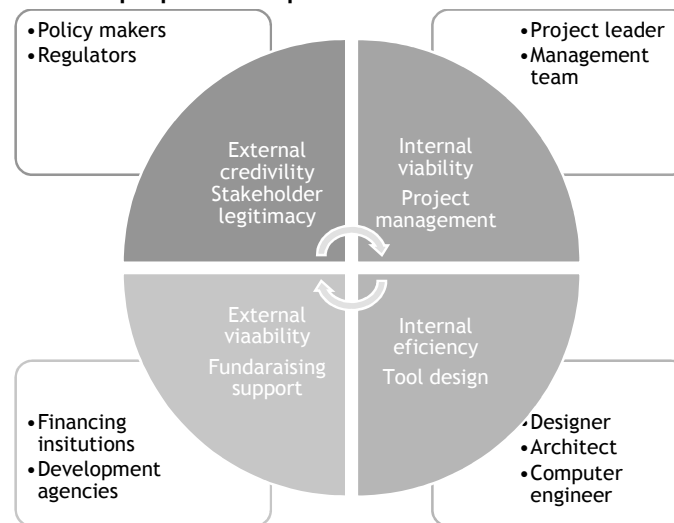 •Policy makers
•Regulators
•Project leader
•Management
team
External
credivility
Stakeholder
legitimacy
Internal
viability
Project
management
External
viaability
Fundaraising
support
Internal
eficiency
Tool design
•Financing
insitutions
•Development
agencies
•Designer
•Architect
•Computer
engineer